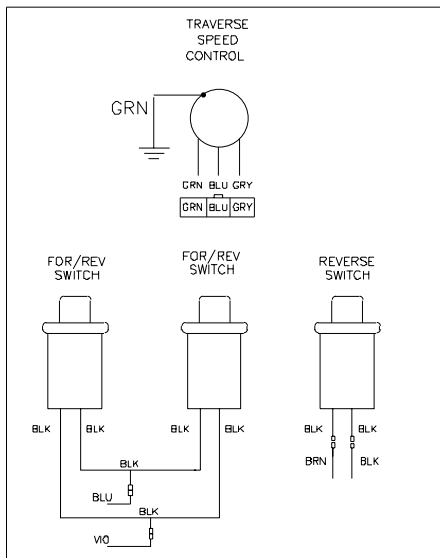 TRAVERSE
SPEED
CONTROL
GRN
GRN BLU GRY
GRN BLU GRY
FOR/REV
SWITCH
FOR/REV
SWITCH
REVERSE
SWITCH
BLK BLK BLK BLK BLK BLK
BLK
BRN BLK
BLU
BLK
VIO